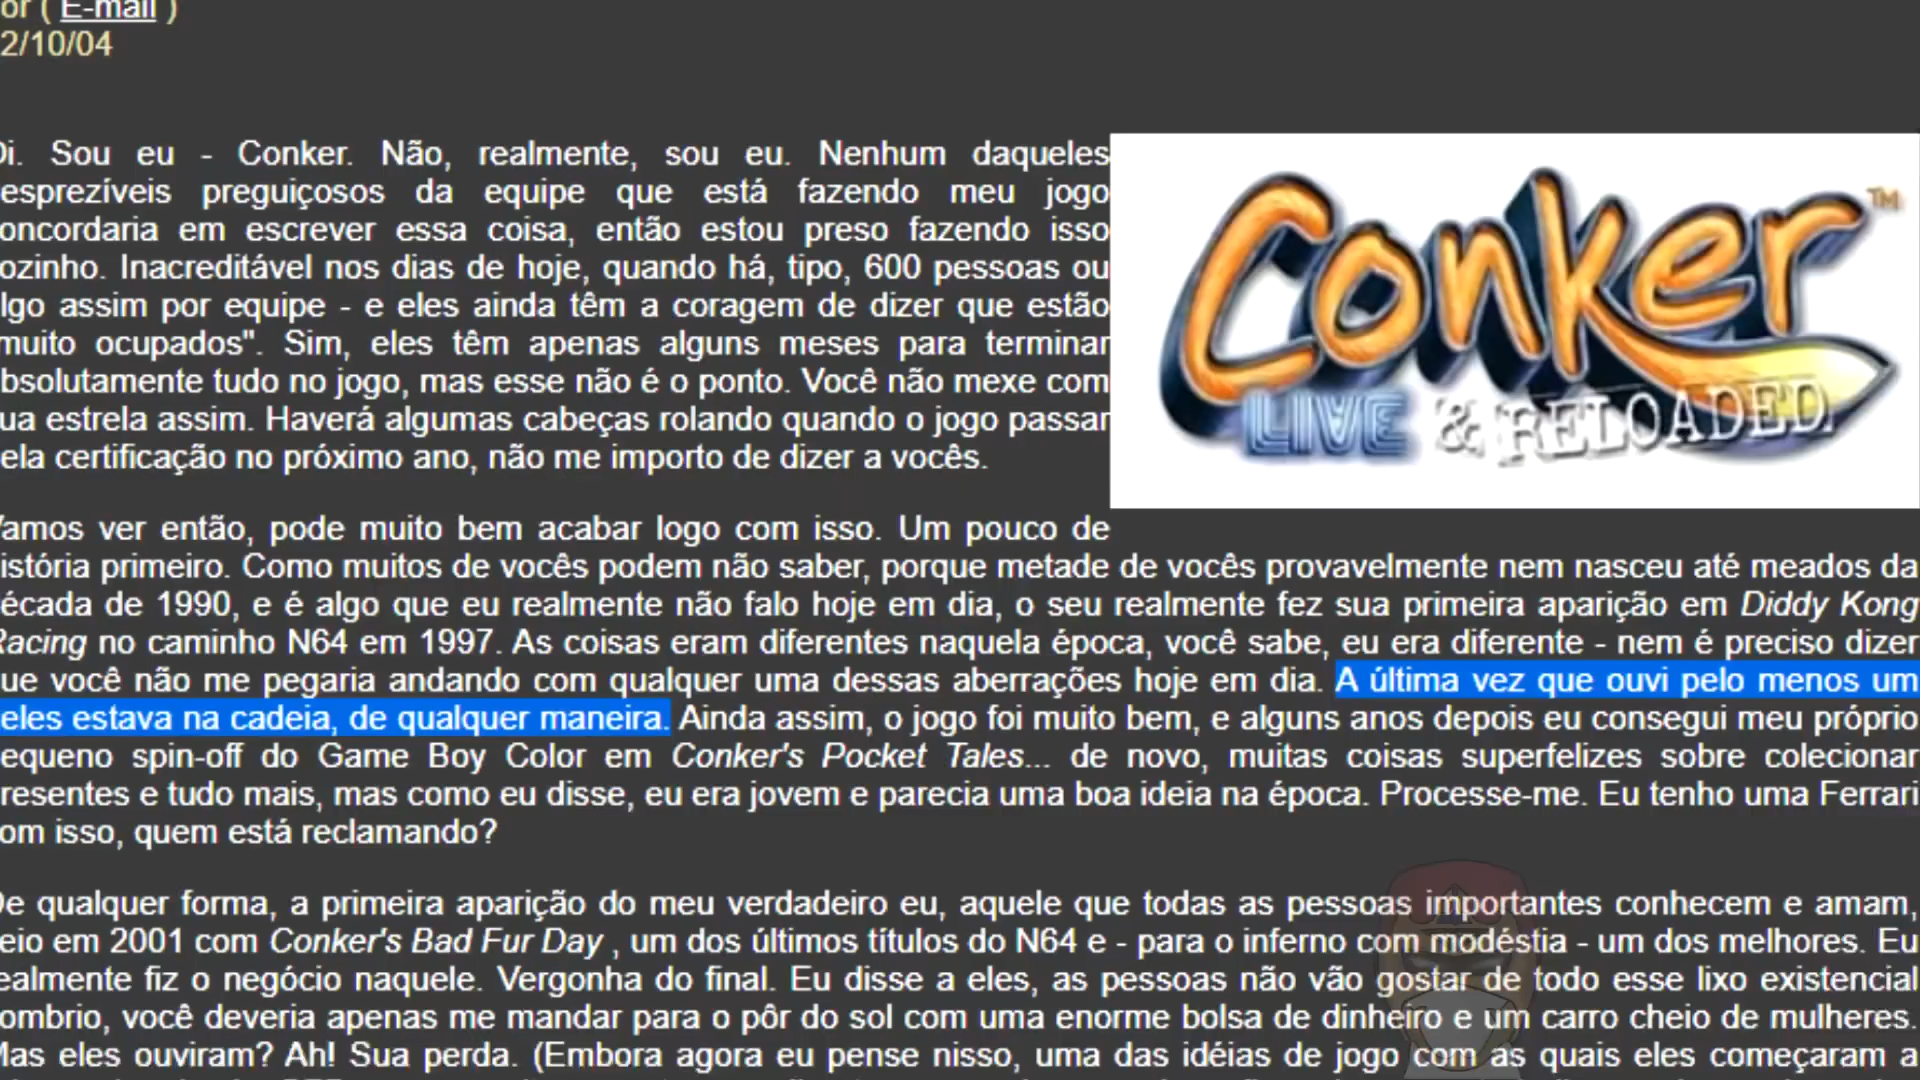 or ( E-mail )
2/10/04
Oi. Sou eu - Conker. Não, realmente, sou eu. Nenhum daqueles
esprezíveis preguiçosos da equipe que está fazendo meu jogo
oncordaria em escrever essa coisa, então estou preso fazendo isso
ozinho. Inacreditável nos dias de hoje, quando há, tipo, 600 pessoas ou
lgo assim por equipe - e eles ainda têm a coragem de dizer que estão
muito ocupados". Sim, eles têm apenas alguns meses para terminar
bsolutamente tudo no jogo, mas esse não é o ponto. Você não mexe com
ua estrela assim. Haverá algumas cabeças rolando quando o jogo passar
ela certificação no próximo ano, não me importo de dizer a vocês.
Conker ™
LIVE & RELOADED
Vamos ver então, pode muito bem acabar logo com isso. Um pouco de
istória primeiro. Como muitos de vocês podem não saber, porque metade de vocês provavelmente nem nasceu até meados da
écada de 1990, e é algo que eu realmente não falo hoje em dia, o seu realmente fez sua primeira aparição em Diddy Kong
Racing no caminho N64 em 1997. As coisas eram diferentes naquela época, você sabe, eu era diferente - nem é preciso dizer
ue você não me pegaria andando com qualquer uma dessas aberrações hoje em dia. A última vez que ouvi pelo menos um
eles estava na cadeia, de qualquer maneira. Ainda assim, o jogo foi muito bem, e alguns anos depois eu consegui meu próprio
equeno spin-off do Game Boy Color em Conker's Pocket Tales... de novo, muitas coisas superfelizes sobre colecionar
resentes e tudo mais, mas como eu disse, eu era jovem e parecia uma boa ideia na época. Processe-me. Eu tenho uma Ferrari
om isso, quem está reclamando?
De qualquer forma, a primeira aparição do meu verdadeiro eu, aquele que todas as pessoas importantes conhecem e amam,
eio em 2001 com Conker's Bad Fur Day , um dos últimos títulos do N64 e - para o inferno com modéstia - um dos melhores. Eu
ealmente fiz o negócio naquele. Vergonha do final. Eu disse a eles, as pessoas não vão gostar de todo esse lixo existencial
ombrio, você deveria apenas me mandar para o pôr do sol com uma enorme bolsa de dinheiro e um carro cheio de mulheres.
Mas eles ouviram? Ah! Sua perda. (Embora agora eu pense nisso, uma das idéias de jogo com as quais eles começaram a